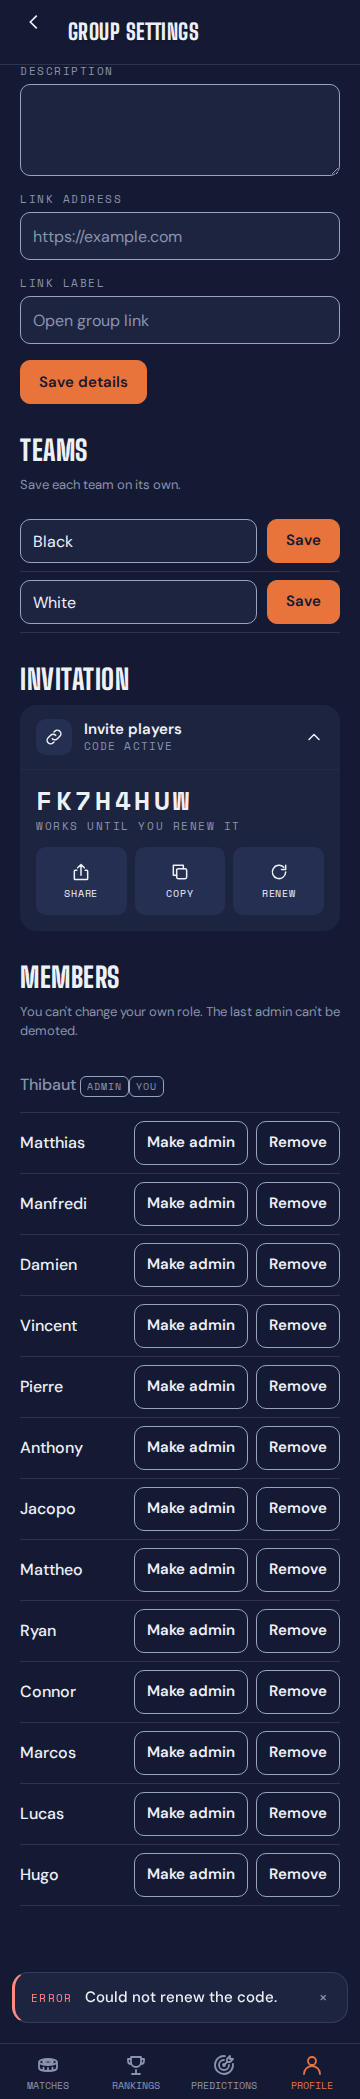 GROUP SETTINGS
DESCRIPTION
LINK ADDRESS
https://example.com
LINK LABEL
Open group link
Save details
TEAMS
Save each team on its own.
Black Save
White Save
INVITATION
Invite players
CODE ACTIVE
FK7H4HUW
WORKS UNTIL YOU RENEW IT
SHARE COPY RENEW
MEMBERS
You can't change your own role. The last admin can't be
demoted.
Thibaut ADMIN YOU
Matthias Make admin Remove
Manfredi Make admin Remove
Damien Make admin Remove
Vincent Make admin Remove
Pierre Make admin Remove
Anthony Make admin Remove
Jacopo Make admin Remove
Mattheo Make admin Remove
Ryan Make admin Remove
Connor Make admin Remove
Marcos Make admin Remove
Lucas Make admin Remove
Hugo Make admin Remove
ERROR Could not renew the code. ×
MATCHES RANKINGS PREDICTIONS PROFILE